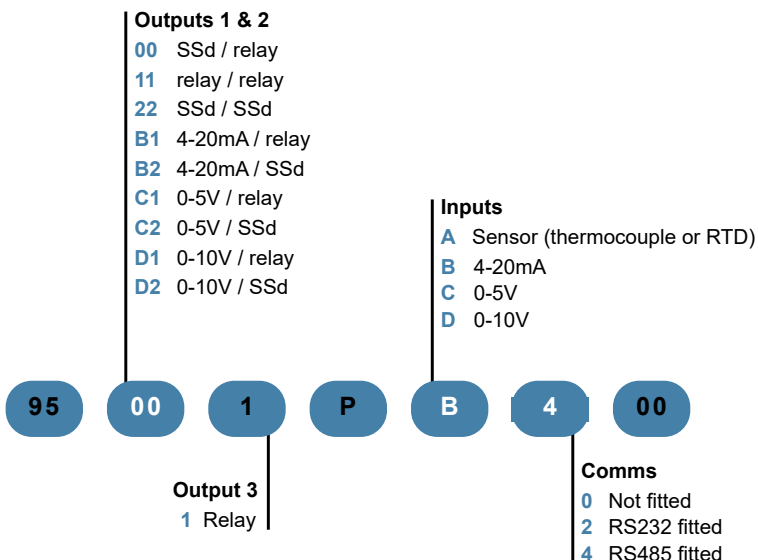 Outputs 1 & 2
00 SSd / relay
11 relay / relay
22 SSd / SSd
B1 4-20mA / relay
B2 4-20mA / SSd
C1 0-5V / relay
C2 0-5V / SSd
D1 0-10V / relay
D2 0-10V / SSd
Inputs
A Sensor (thermocouple or RTD)
B 4-20mA
C 0-5V
D 0-10V
95 00 1 P B 4 00
Output 3
1 Relay
Comms
0 Not fitted
2 RS232 fitted
4 RS485 fitted